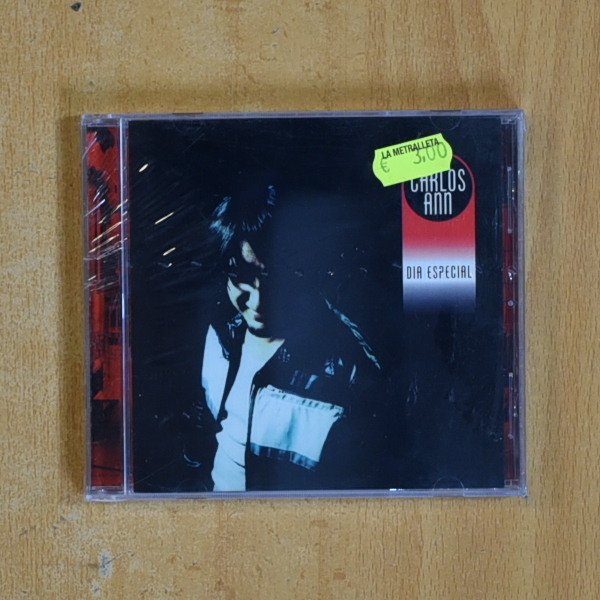 LA METRALLETA
€ 3,00
CARLOS
ANN
DIA ESPECIAL